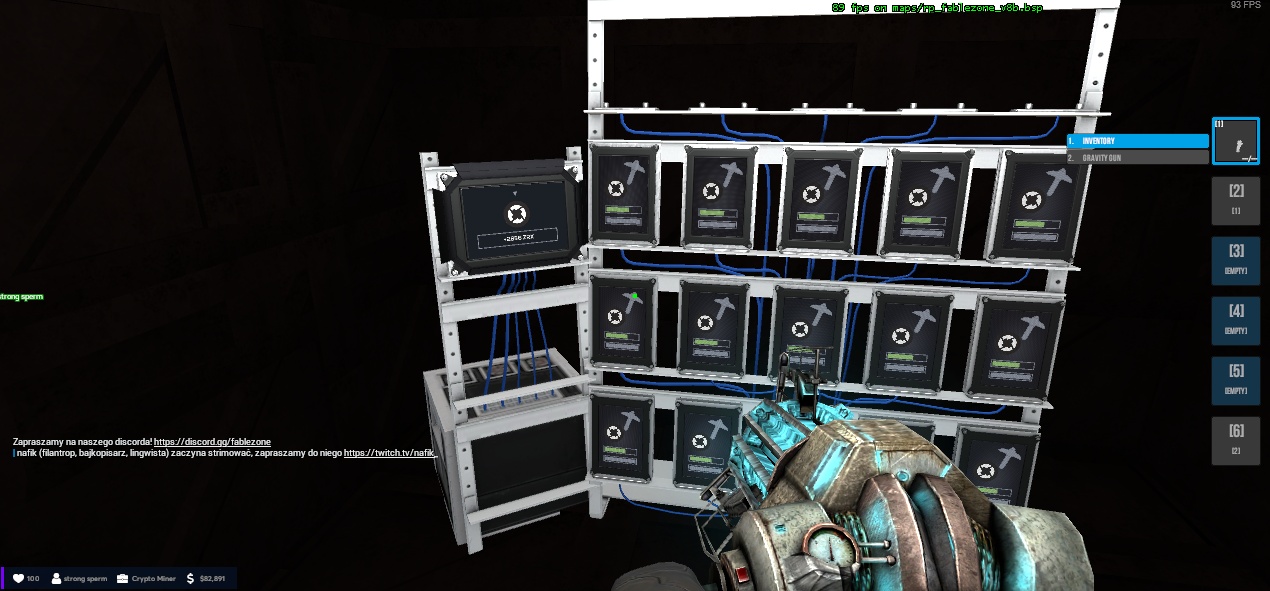 89 fps on maps/rp_fablezone_v8b.bsp
93 FPS
[1]
1. INVENTORY
2. GRAVITY GUN
[2]
[1]
[3]
[EMPTY]
[4]
[EMPTY]
[5]
[EMPTY]
[6]
[2]
strong sperm
Zapraszamy na naszego discorda! https://discord.gg/fablezone
| nafik (filantrop, bajkopisarz, lingwista) zaczyna strimować, zapraszamy do niego https://twitch.tv/nafik_
100 strong sperm Crypto Miner $ $82,891